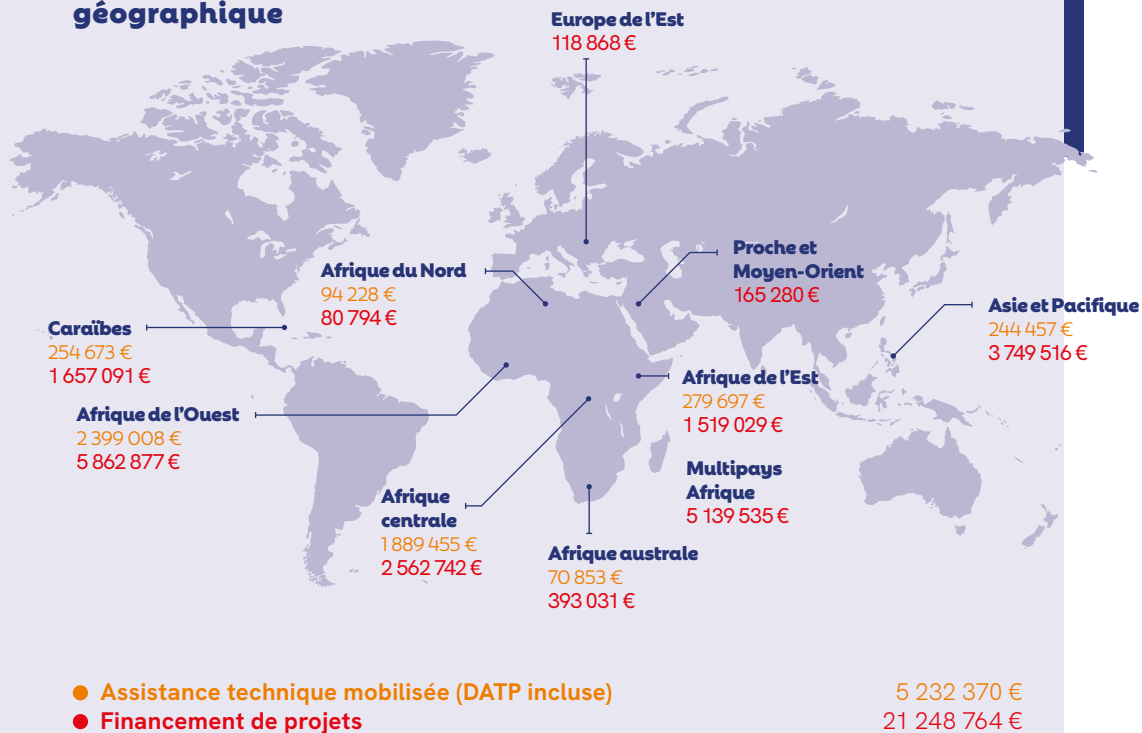 géographique
Europe de l'Est
118 868 €
Proche et
Moyen-Orient
165 280 €
Afrique du Nord
94 228 €
80 794 €
Asie et Pacifique
244 457 €
3 749 516 €
Caraïbes
254 673 €
1 657 091 €
Afrique de l'Est
279 697 €
1 519 029 €
Afrique de l'Ouest
2 399 008 €
5 862 877 €
Multipays
Afrique
5 139 535 €
Afrique
centrale
1 889 455 €
2 562 742 €
Afrique australe
70 853 €
393 031 €
Assistance technique mobilisée (DATP incluse) 5 232 370 €
Financement de projets 21 248 764 €